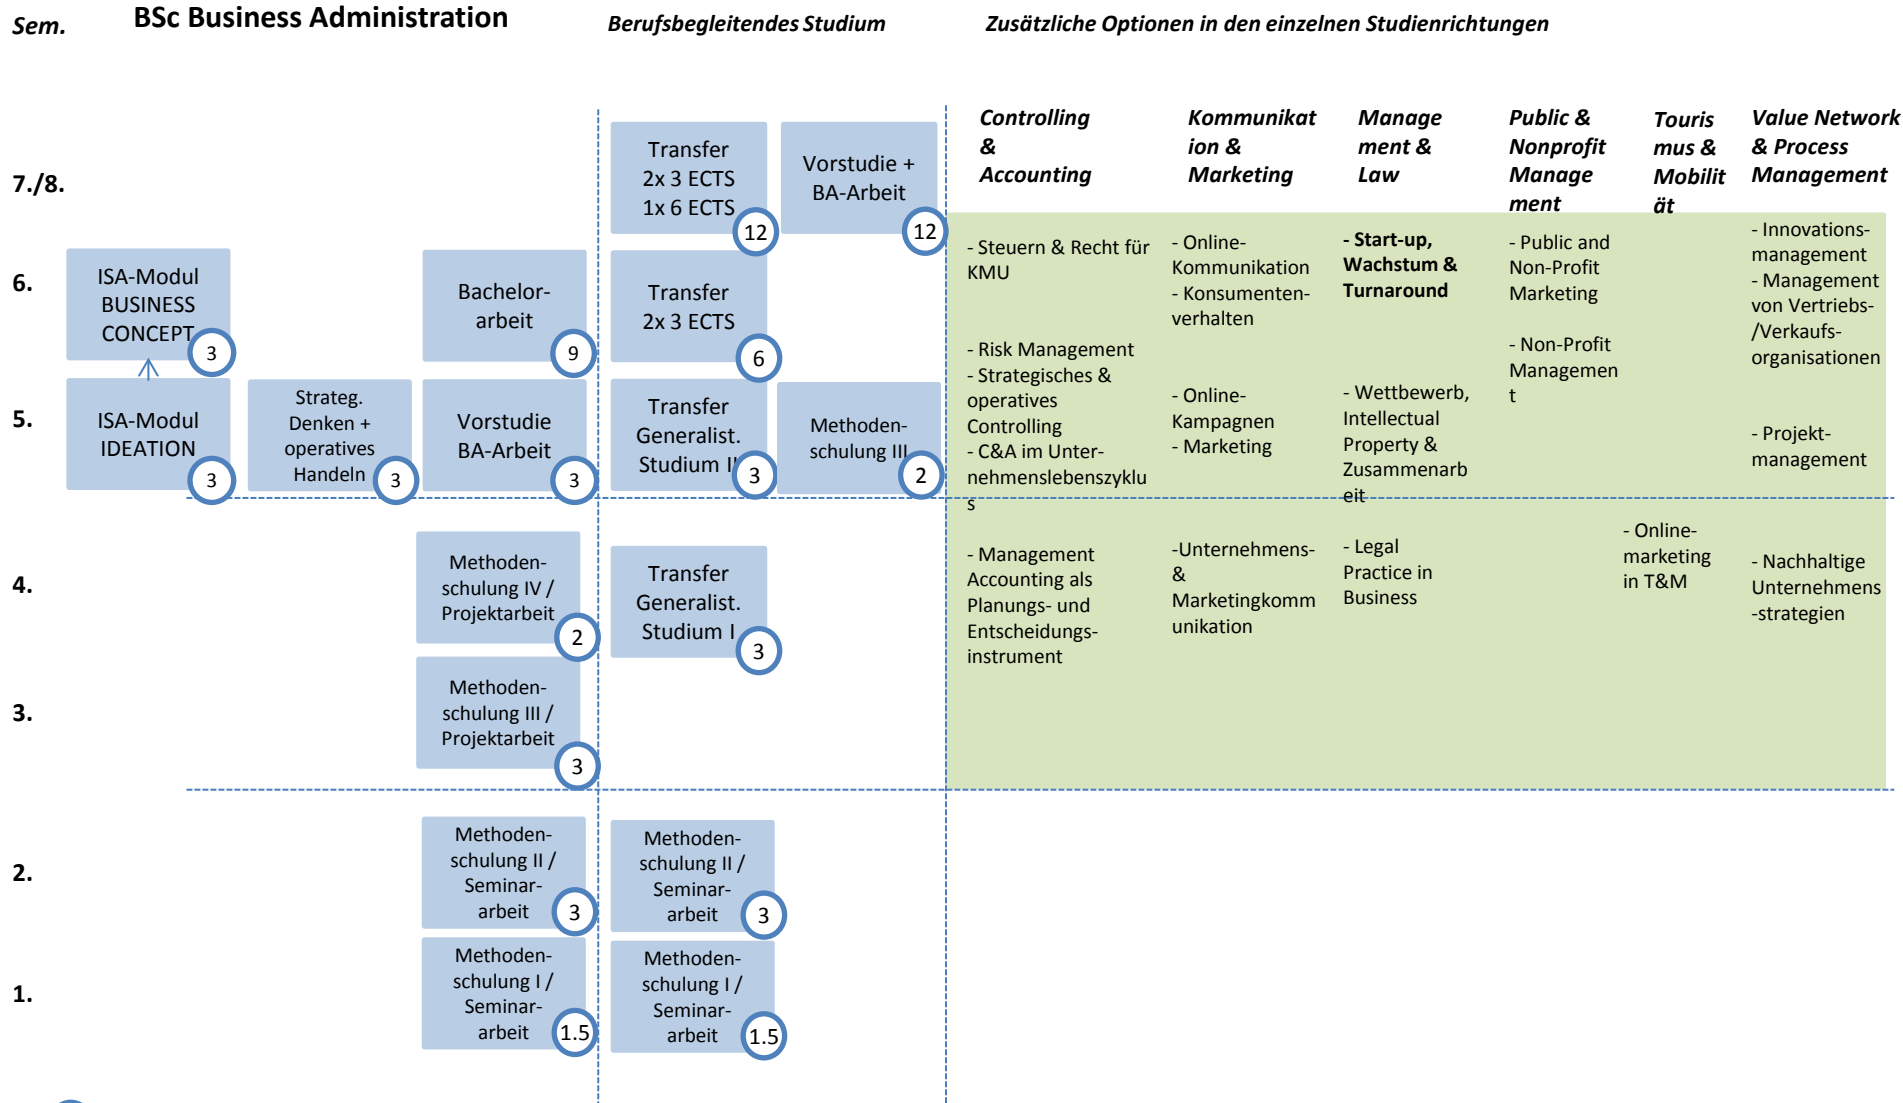 Sem.
BSc Business Administration
Berufsbegleitendes Studium
Zusätzliche Optionen in den einzelnen Studienrichtungen
Controlling
&
Accounting
Kommunikat
ion &
Marketing
Manage
ment &
Law
Public &
Nonprofit
Manage
ment
Touris
mus &
Mobilit
ät
Value Network
& Process
Management
7./8.
Transfer
2x 3 ECTS
1x 6 ECTS
12
Vorstudie +
BA-Arbeit
12
6.
ISA-Modul
BUSINESS
CONCEPT
3
Bachelor-
arbeit
9
Transfer
2x 3 ECTS
6
5.
ISA-Modul
IDEATION
3
Strateg.
Denken +
operatives
Handeln
3
Vorstudie
BA-Arbeit
3
Transfer
Generalist.
Studium II
3
Methoden-
schulung III
2
- Steuern & Recht für
KMU
- Risk Management
- Strategisches &
operatives
Controlling
- C&A im Unter-
nehmenslebenszyklu
s
- Online-
Kommunikation
- Konsumenten-
verhalten
- Online-
Kampagnen
- Marketing
- Start-up,
Wachstum &
Turnaround
- Wettbewerb,
Intellectual
Property &
Zusammenarb
eit
- Public and
Non-Profit
Marketing
- Non-Profit
Managemen
t
- Innovations-
management
- Management
von Vertriebs-
/Verkaufs-
organisationen
- Projekt-
management
4.
Methoden-
schulung IV /
Projektarbeit
2
Transfer
Generalist.
Studium I
3
- Management
Accounting als
Planungs- und
Entscheidungs-
instrument
-Unternehmens-
&
Marketingkomm
unikation
- Legal
Practice in
Business
- Online-
marketing
in T&M
- Nachhaltige
Unternehmens
-strategien
3.
Methoden-
schulung III /
Projektarbeit
3
2.
Methoden-
schulung II /
Seminar-
arbeit
3
Methoden-
schulung II /
Seminar-
arbeit
3
1.
Methoden-
schulung I /
Seminar-
arbeit
1.5
Methoden-
schulung I /
Seminar-
arbeit
1.5